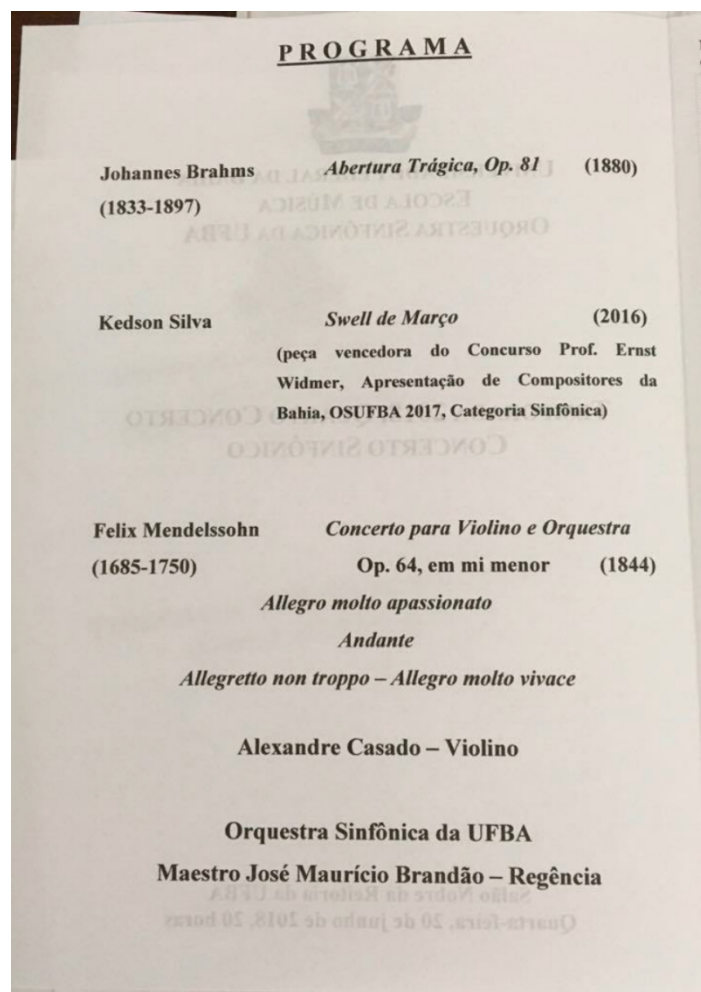 PROGRAMA
Johannes Brahms Abertura Trágica, Op. 81 (1880)
(1833-1897)
Kedson Silva Swell de Março (2016)
(peça vencedora do Concurso Prof. Ernst
Widmer, Apresentação de Compositores da
Bahia, OSUFBA 2017, Categoria Sinfônica)
Felix Mendelssohn Concerto para Violino e Orquestra
(1685-1750) Op. 64, em mi menor (1844)
Allegro molto apassionato
Andante
Allegretto non troppo – Allegro molto vivace
Alexandre Casado – Violino
Orquestra Sinfônica da UFBA
Maestro José Maurício Brandão – Regência